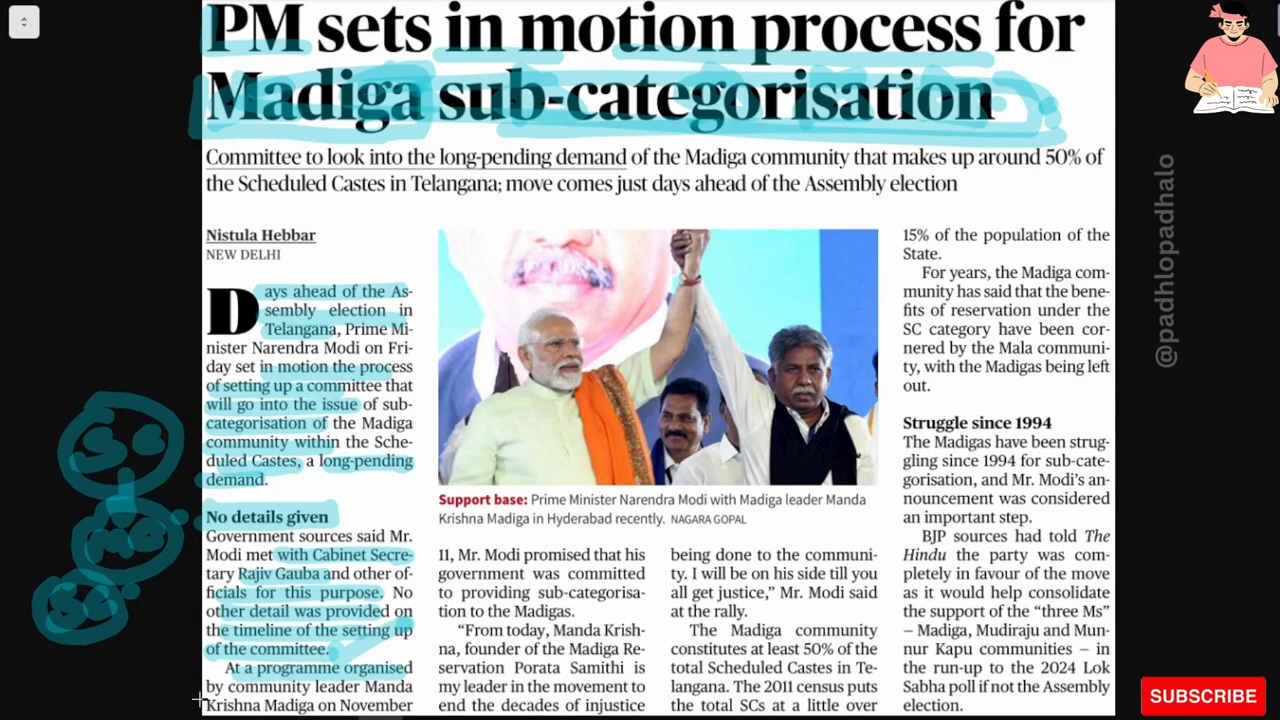 PM sets in motion process for
Madiga sub-categorisation
Committee to look into the long-pending demand of the Madiga community that makes up around 50% of
the Scheduled Castes in Telangana; move comes just days ahead of the Assembly election
Nistula Hebbar
NEW DELHI
Days ahead of the As-
sembly election in
Telangana, Prime Mi-
nister Narendra Modi on Fri-
day set in motion the process
of setting up a committee that
will go into the issue of sub-
categorisation of the Madiga
community within the Sche-
duled Castes, a long-pending
demand.
No details given
Government sources said Mr.
Modi met with Cabinet Secre-
tary Rajiv Gauba and other of-
ficials for this purpose. No
other detail was provided on
the timeline of the setting up
of the committee.
At a programme organised
by community leader Manda
Krishna Madiga on November
Support base: Prime Minister Narendra Modi with Madiga leader Manda
Krishna Madiga in Hyderabad recently. NAGARA GOPAL
11, Mr. Modi promised that his
government was committed
to providing sub-categorisa-
tion to the Madigas.
“From today, Manda Krish-
na, founder of the Madiga Re-
servation Porata Samithi is
my leader in the movement to
end the decades of injustice
being done to the communi-
ty. I will be on his side till you
all get justice,” Mr. Modi said
at the rally.
The Madiga community
constitutes at least 50% of the
total Scheduled Castes in Te-
langana. The 2011 census puts
the total SCs at a little over
15% of the population of the
State.
For years, the Madiga com-
munity has said that the bene-
fits of reservation under the
SC category have been cor-
nered by the Mala communi-
ty, with the Madigas being left
out.
Struggle since 1994
The Madigas have been strug-
gling since 1994 for sub-cate-
gorisation, and Mr. Modi’s an-
nouncement was considered
an important step.
BJP sources had told The
Hindu the party was com-
pletely in favour of the move
as it would help consolidate
the support of the “three Ms”
– Madiga, Mudiraju and Mun-
nur Kapu communities – in
the run-up to the 2024 Lok
Sabha poll if not the Assembly
election.
@padhlopadhalo
SUBSCRIBE